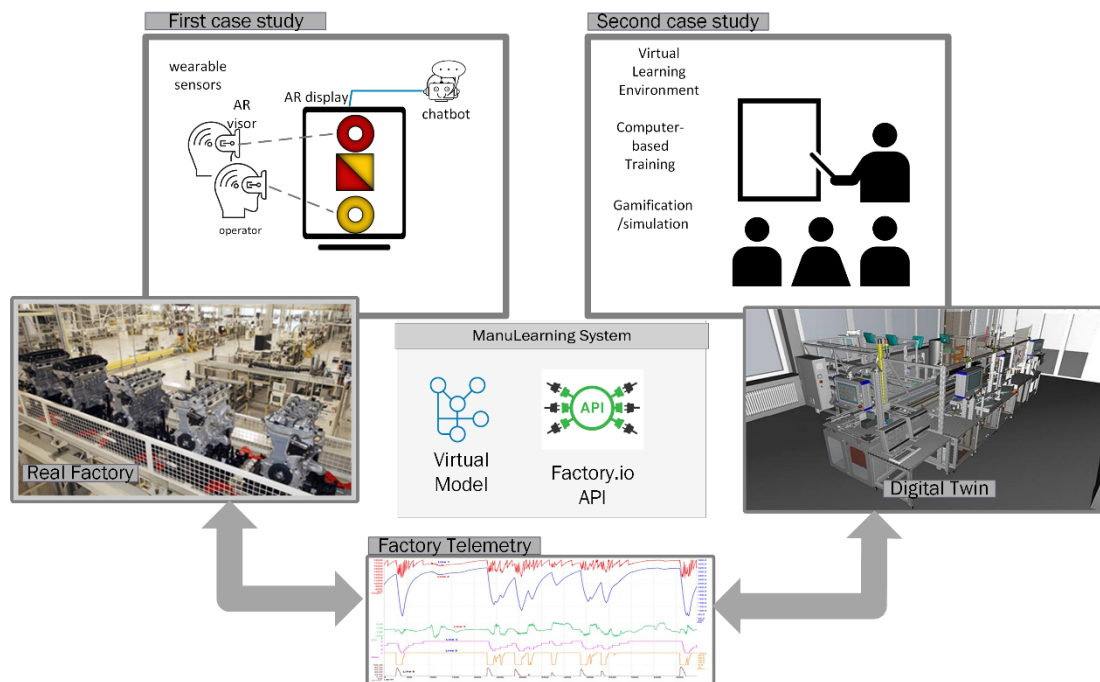 First case study
wearable
sensors
AR
visor
AR display
chatbot
operator
Second case study
Virtual
Learning
Environment
Computer-
based
Training
Gamification
/simulation
Real Factory
ManuLearning System
Virtual
Model
API
Factory.io
API
Digital Twin
Factory Telemetry